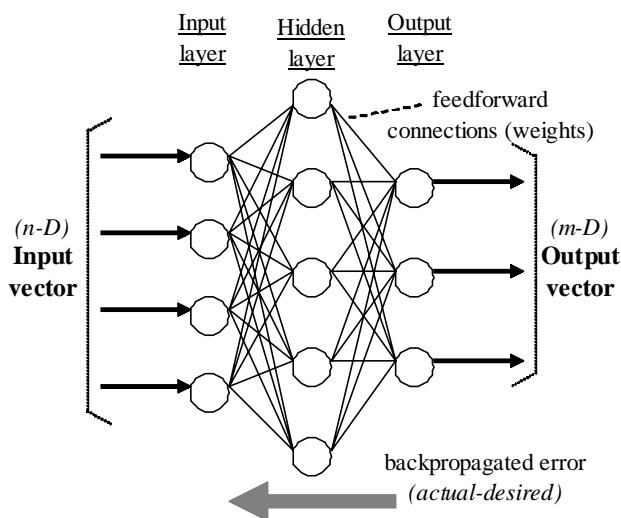 Input
layer
Hidden
layer
Output
layer
feedforward
connections (weights)
(n-D)
Input
vector
(m-D)
Output
vector
backpropagated error
(actual-desired)